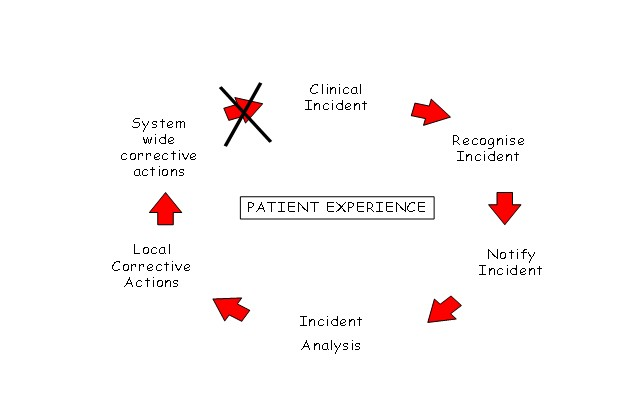 Clinical
Incident
Recognise
Incident
Notify
Incident
Incident
Analysis
Local
Corrective
Actions
System
wide
corrective
actions
PATIENT EXPERIENCE